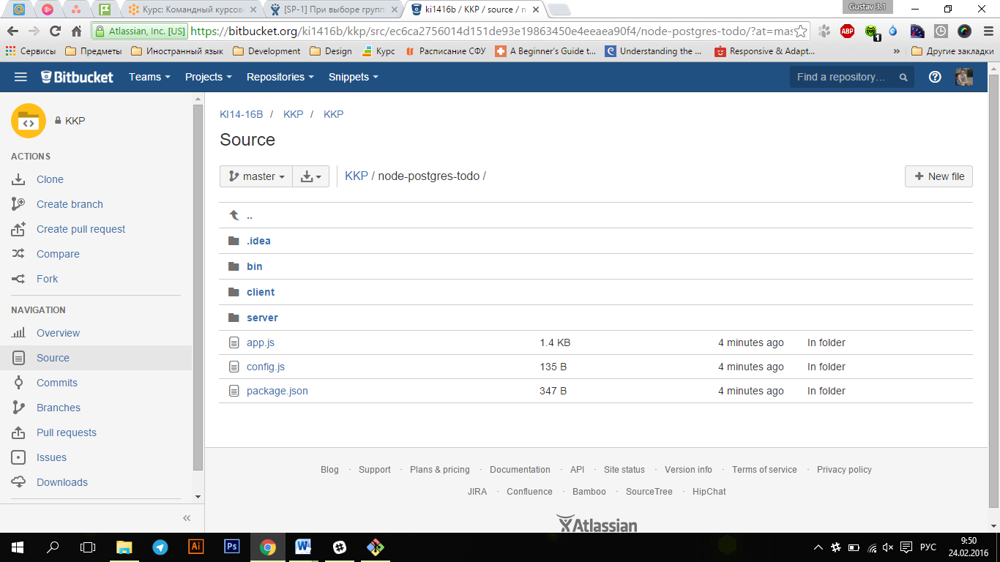 Курс: Командный курсов
[SP-1] При выборе групп
ki1416b / KKP / source / n
Gustav 3.1
Atlassian, Inc. [US]
https://bitbucket.org/ki1416b/kkp/src/ec6ca2756014d151de93e19863450e4eeaea90f4/node-postgres-todo/?at=mas
ABP
1
Сервисы
Предметы
Иностранный язык
Development
Design
Курс
Расписание СФУ
A Beginner's Guide t...
Understanding the ...
Responsive & Adapt...
»
Другие закладки
Bitbucket
Teams
Projects
Repositories
Snippets
Find a repository...
KKP
ACTIONS
Clone
Create branch
Create pull request
Compare
Fork
NAVIGATION
Overview
Source
Commits
Branches
Pull requests
Issues
Downloads
«
KI14-16B / KKP / KKP
Source
master
KKP / node-postgres-todo /
+ New file
..
.idea
bin
client
server
app.js 1.4 KB 4 minutes ago In folder
config.js 135 B 4 minutes ago In folder
package.json 347 B 4 minutes ago In folder
Blog · Support · Plans & pricing · Documentation · API · Site status · Version info · Terms of service · Privacy policy
JIRA · Confluence · Bamboo · SourceTree · HipChat
Atlassian
Ai
Ps
W
РУС
9:50
24.02.2016